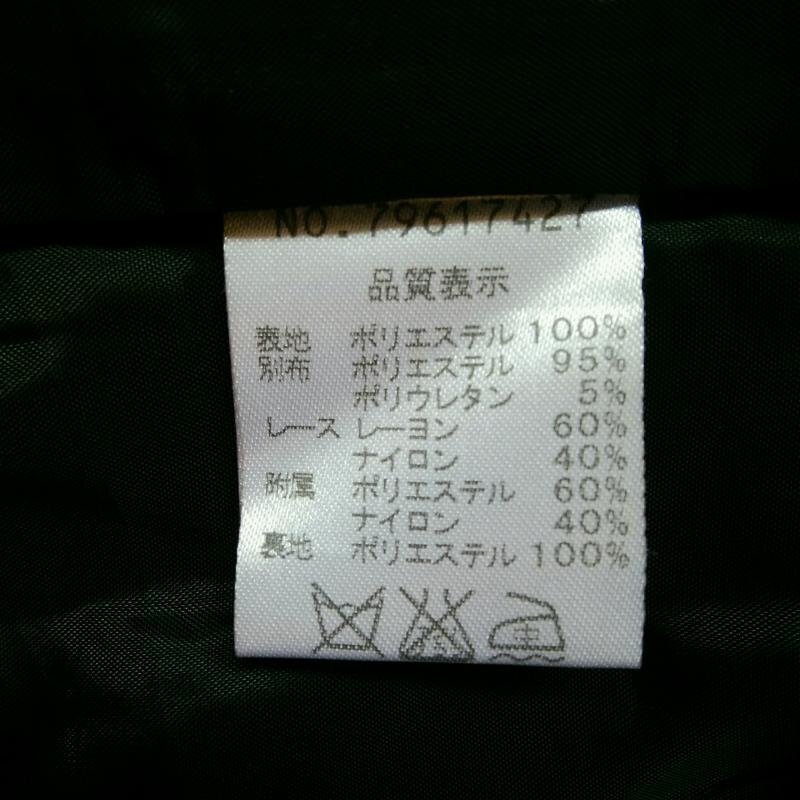 NO.79617427
品質表示
表地 ポリエステル 100%
別布 ポリエステル 95%
ポリウレタン 5%
レース レーヨン 60%
ナイロン 40%
附属 ポリエステル 60%
ナイロン 40%
裏地 ポリエステル 100%
中